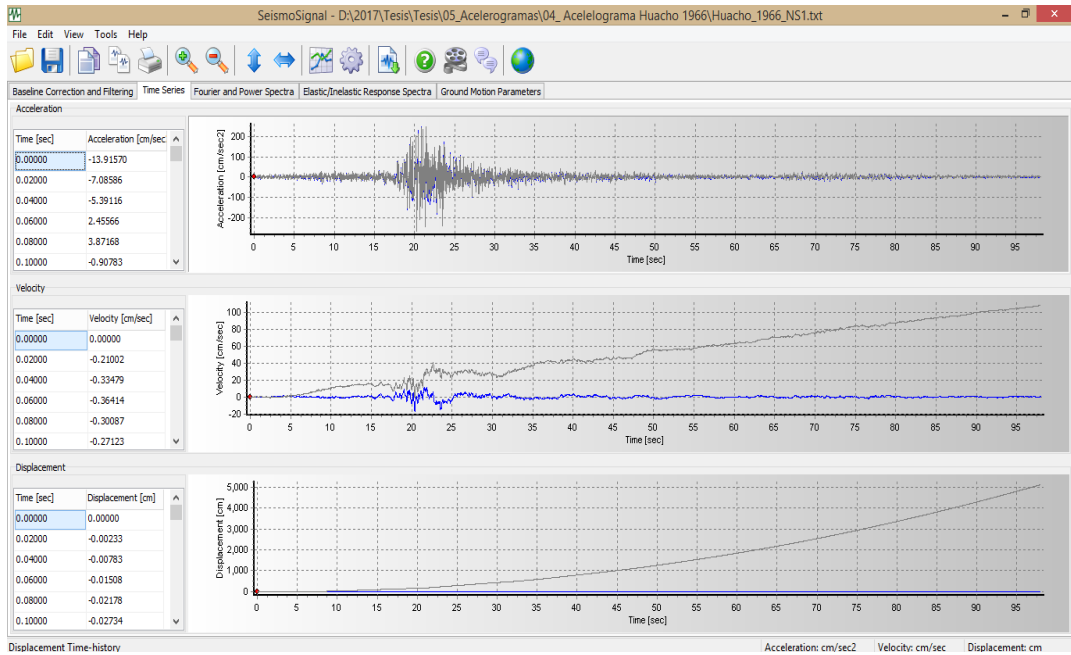 SeismoSignal - D:\2017\Tesis\Tesis\05_Acelerogramas\04_ Acelelograma Huacho 1966\Huacho_1966_NS1.txt
File Edit View Tools Help
Baseline Correction and Filtering Time Series Fourier and Power Spectra Elastic/Inelastic Response Spectra Ground Motion Parameters
Acceleration
Time [sec] Acceleration [cm/sec
0.00000 -13.91570
0.02000 -7.08586
0.04000 -5.39116
0.06000 2.45566
0.08000 3.87168
0.10000 -0.90783
Acceleration [cm/sec2]
200
100
0
-100
-200
0 5 10 15 20 25 30 35 40 45 50 55 60 65 70 75 80 85 90 95
Time [sec]
Velocity
Time [sec] Velocity [cm/sec]
0.00000 0.00000
0.02000 -0.21002
0.04000 -0.33479
0.06000 -0.36414
0.08000 -0.30087
0.10000 -0.27123
Velocity [cm/sec]
100
80
60
40
20
0
-20
0 5 10 15 20 25 30 35 40 45 50 55 60 65 70 75 80 85 90 95
Time [sec]
Displacement
Time [sec] Displacement [cm]
0.00000 0.00000
0.02000 -0.00233
0.04000 -0.00783
0.06000 -0.01508
0.08000 -0.02178
0.10000 -0.02734
Displacement [cm]
5,000
4,000
3,000
2,000
1,000
0
0 5 10 15 20 25 30 35 40 45 50 55 60 65 70 75 80 85 90 95
Time [sec]
Displacement Time-history Acceleration: cm/sec2 Velocity: cm/sec Displacement: cm